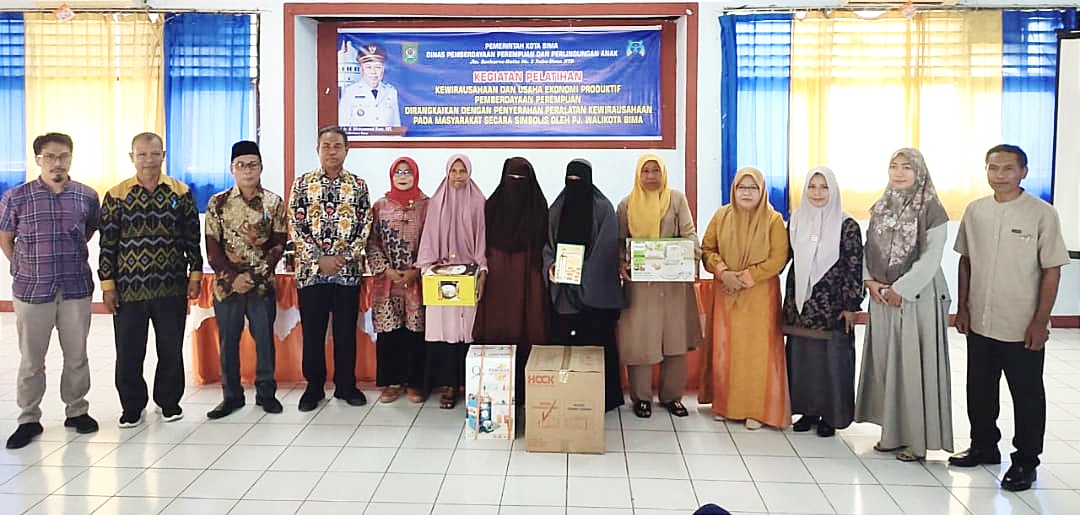 PEMERINTAH KOTA BIMA
DINAS PEMBERDAYAAN PEREMPUAN DAN PERLINDUNGAN ANAK
KEGIATAN PELATIHAN
KEWIRAUSAHAAN DAN USAHA EKONOMI PRODUKTIF
PEMBERDAYAAN PEREMPUAN
DIRANGKAIKAN DENGAN PENYERAHAN PERALATAN KEWIRAUSAHAAN
PADA MASYARAKAT SECARA SIMBOLIS OLEH PJ. WALIKOTA BIMA
HOCK